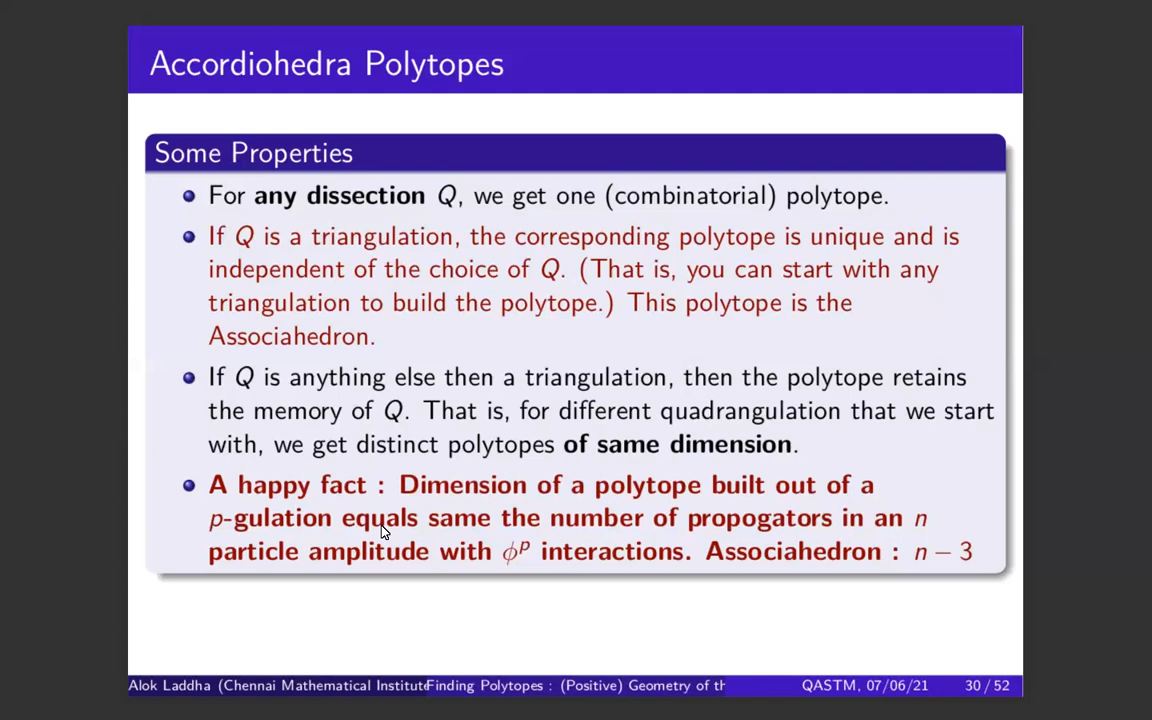 Accordiohedra Polytopes
Some Properties
For any dissection Q, we get one (combinatorial) polytope.
If Q is a triangulation, the corresponding polytope is unique and is
independent of the choice of Q. (That is, you can start with any
triangulation to build the polytope.) This polytope is the
Associahedron.
If Q is anything else then a triangulation, then the polytope retains
the memory of Q. That is, for different quadrangulation that we start
with, we get distinct polytopes of same dimension.
A happy fact : Dimension of a polytope built out of a
p-gulation equals same the number of propogators in an n
particle amplitude with ϕ^p interactions. Associahedron : n − 3
Alok Laddha (Chennai Mathematical Institute Finding Polytopes : (Positive) Geometry of th QASTM, 07/06/21 30 / 52